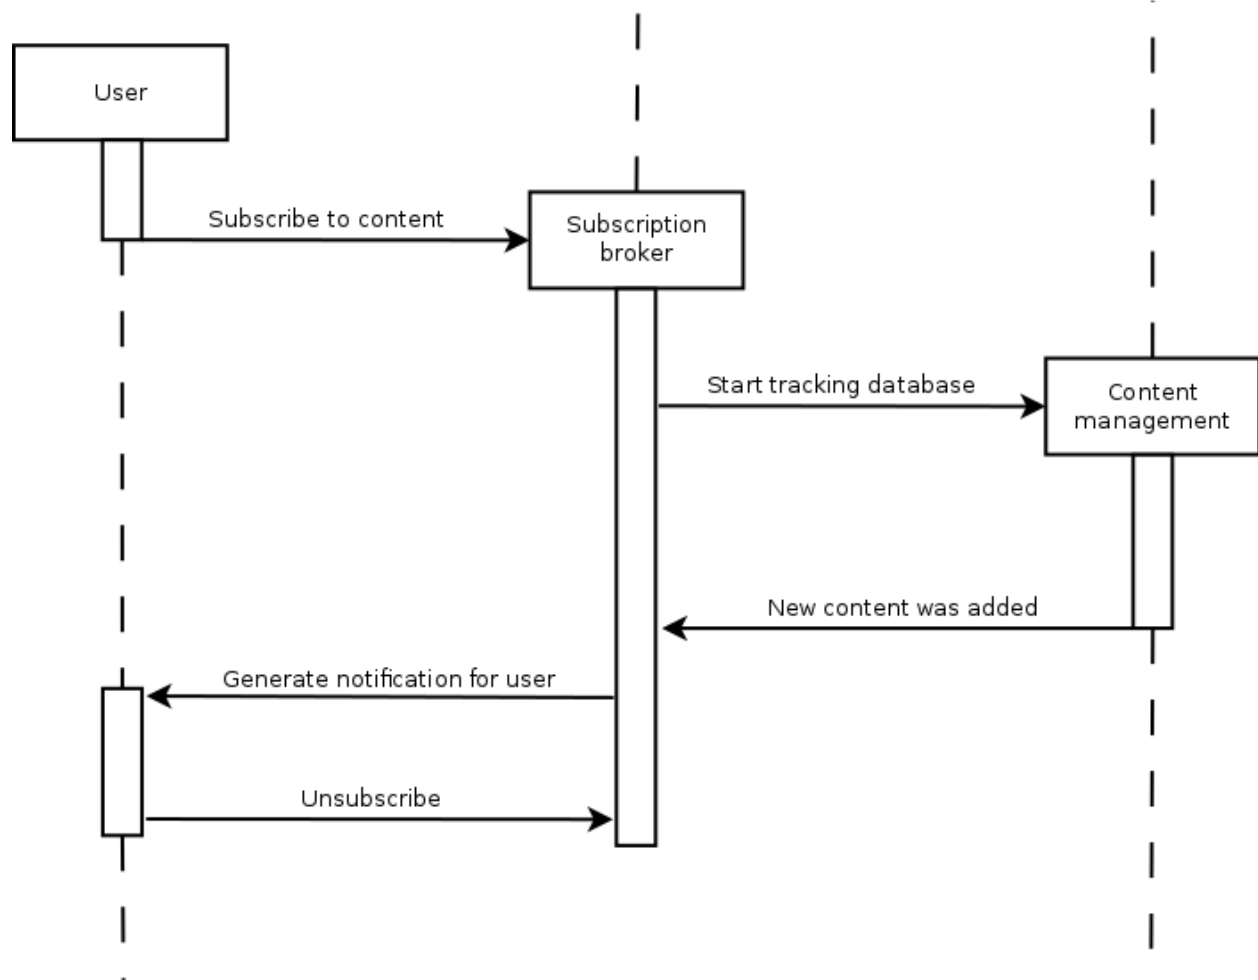 User
Subscribe to content
Subscription
broker
Start tracking database
Content
management
New content was added
Generate notification for user
Unsubscribe